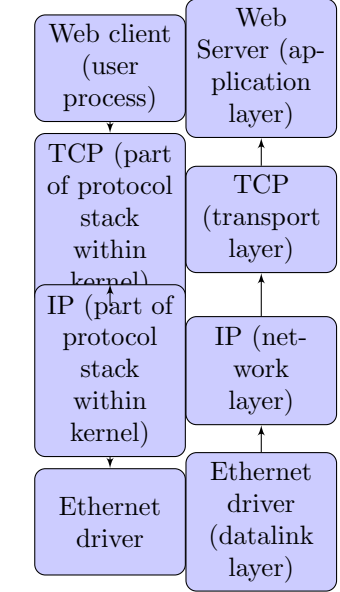 Web client
(user
process)
TCP (part
of protocol
stack
within
kernel)
IP (part of
protocol
stack
within
kernel)
Ethernet
driver
Web
Server (ap-
plication
layer)
TCP
(transport
layer)
IP (net-
work
layer)
Ethernet
driver
(datalink
layer)